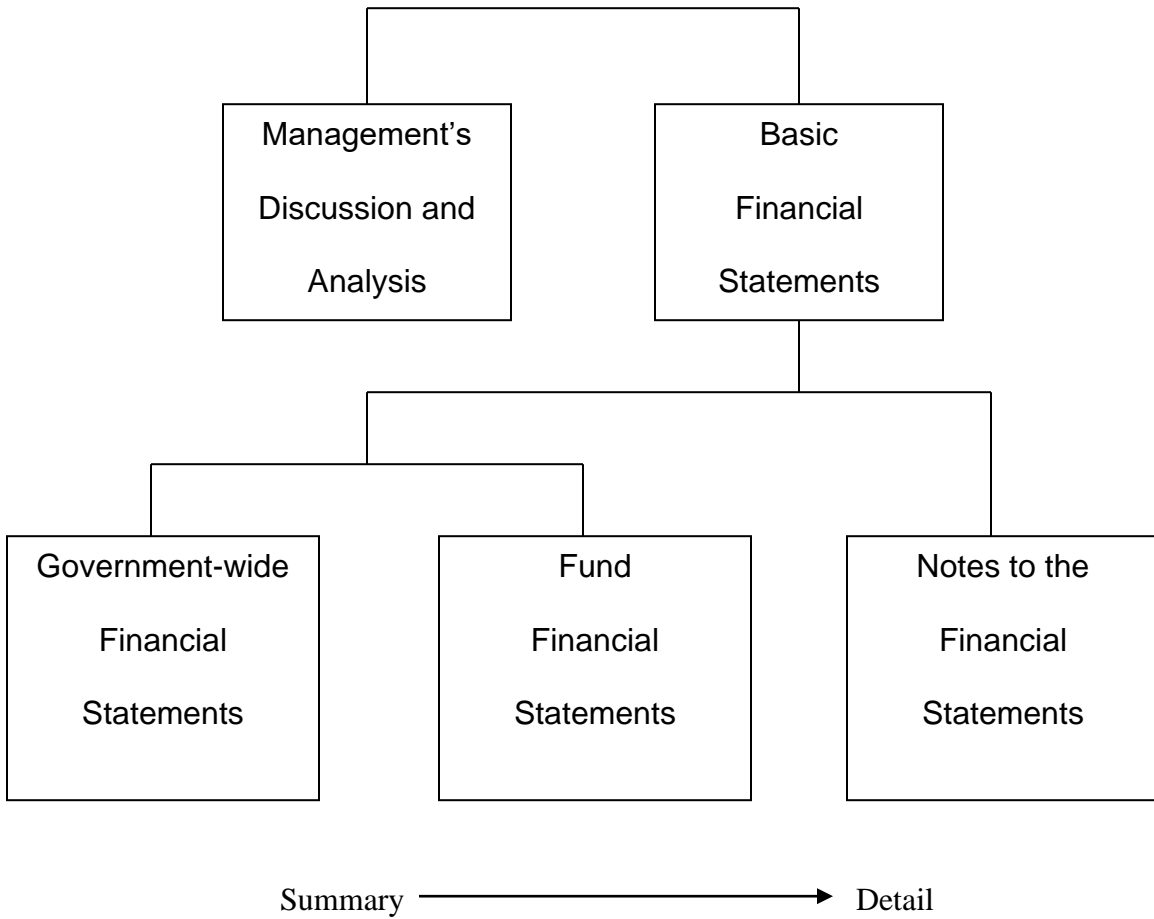 Management’s
Discussion and
Analysis
Basic
Financial
Statements
Government-wide
Financial
Statements
Fund
Financial
Statements
Notes to the
Financial
Statements
Summary
Detail